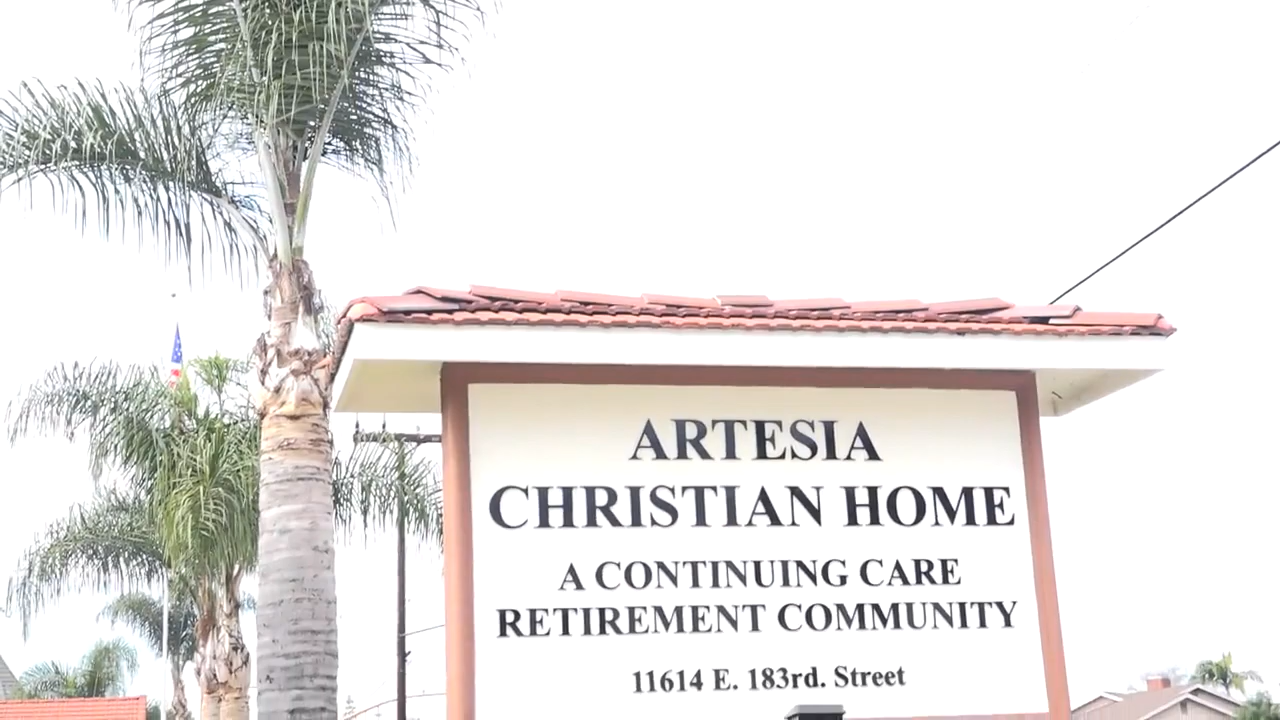 ARTESIA
CHRISTIAN HOME
A CONTINUING CARE
RETIREMENT COMMUNITY
11614 E. 183rd. Street